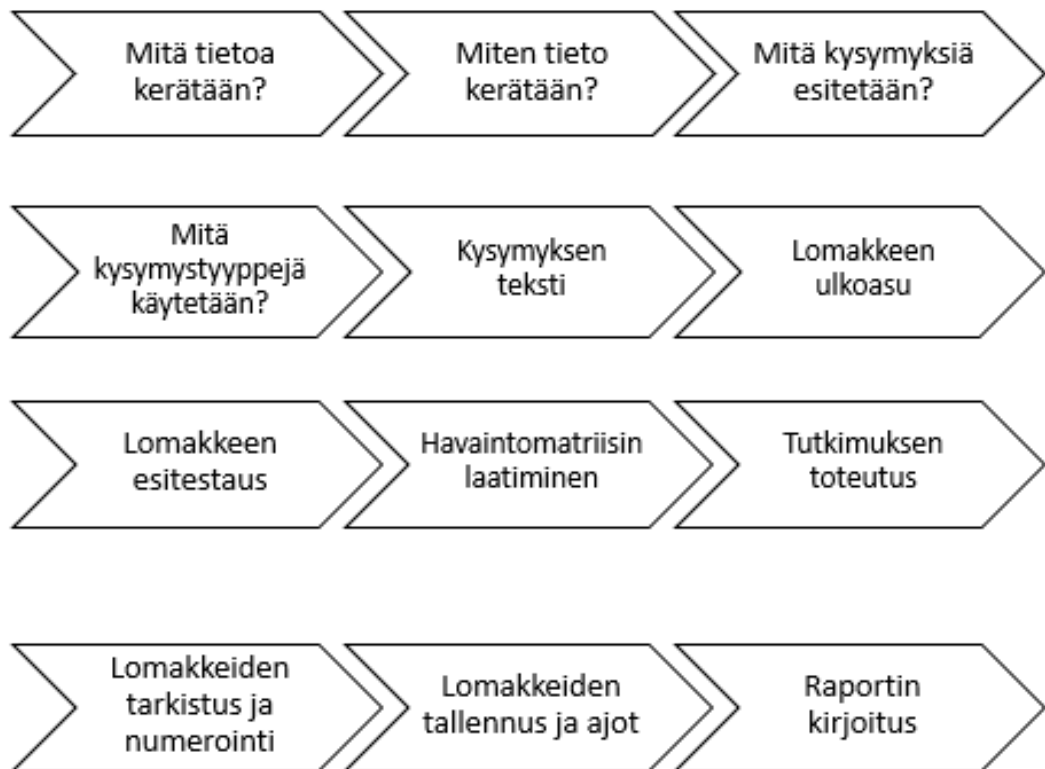 Mitä tietoa
kerätään?
Miten tieto
kerätään?
Mitä kysymyksiä
esitetään?
Mitä
kysymystyyppejä
käytetään?
Kysymyksen
teksti
Lomakkeen
ulkoasu
Lomakkeen
esitestaus
Havaintomatriisin
laatiminen
Tutkimuksen
toteutus
Lomakkeiden
tarkistus ja
numerointi
Lomakkeiden
tallennus ja ajot
Raportin
kirjoitus